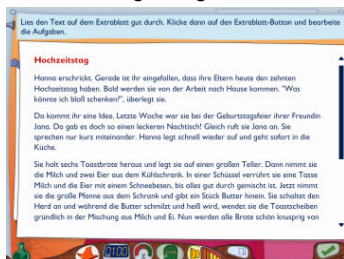 Lies den Text auf dem Extrablatt gut durch. Klicke dann auf den Extrablatt-Button und bearbeite
die Aufgaben.
Hochzeitstag
Hanna erschrickt. Gerade ist ihr eingefallen, dass ihre Eltern heute den zehnten
Hochzeitstag haben. Bald werden sie von der Arbeit nach Hause kommen. "Was
könnte ich bloß schenken?", überlegt sie.
Da kommt ihr eine Idee. Letzte Woche war sie bei der Geburtstagsfeier ihrer Freundin
Jana. Da gab es doch so einen leckeren Nachtisch! Gleich ruft sie Jana an. Sie
sprechen nur kurz miteinander. Hanna legt schnell wieder auf und geht sofort in die
Küche.
Sie holt sechs Toastbrote heraus und legt sie auf einen großen Teller. Dann nimmt sie
die Milch und zwei Eier aus dem Kühlschrank. In einer Schüssel verrührt sie eine Tasse
Milch und die Eier mit einem Schneebesen, bis alles gut durch gemischt ist. Jetzt nimmt
sie die große Pfanne aus dem Schrank und gibt ein Stück Butter hinein. Sie schaltet den
Herd an und während die Butter schmilzt und heiß wird, wendet sie die Toastscheiben
gründlich in der Mischung aus Milch und Ei. Nun werden alle Brote schön knusprig von